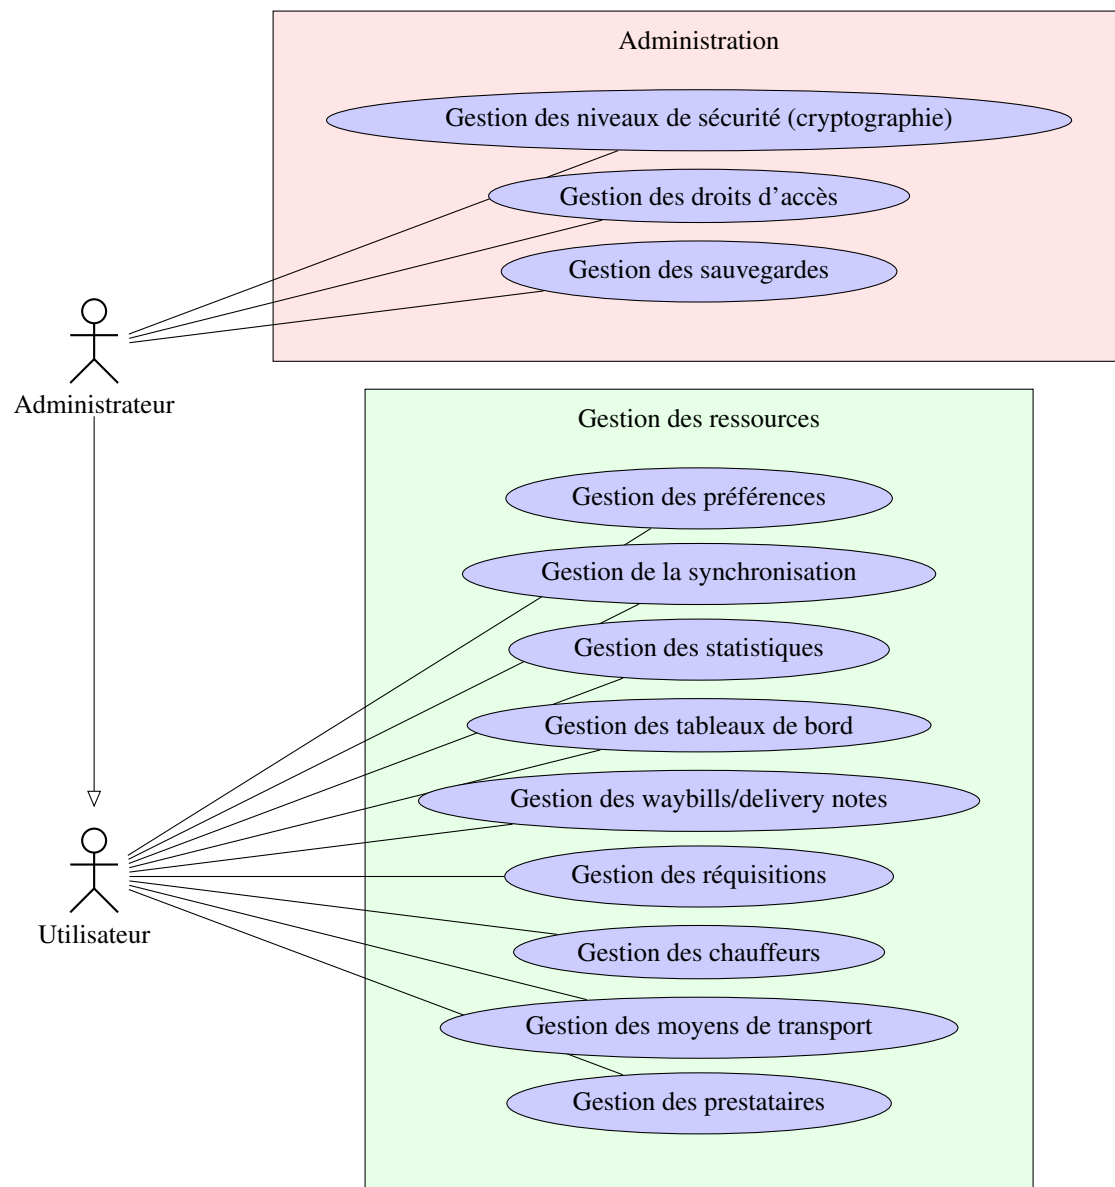 Administration
Gestion des niveaux de sécurité (cryptographie)
Gestion des droits d’accès
Gestion des sauvegardes
Administrateur
Gestion des ressources
Gestion des préférences
Gestion de la synchronisation
Gestion des statistiques
Gestion des tableaux de bord
Gestion des waybills/delivery notes
Gestion des réquisitions
Utilisateur
Gestion des chauffeurs
Gestion des moyens de transport
Gestion des prestataires